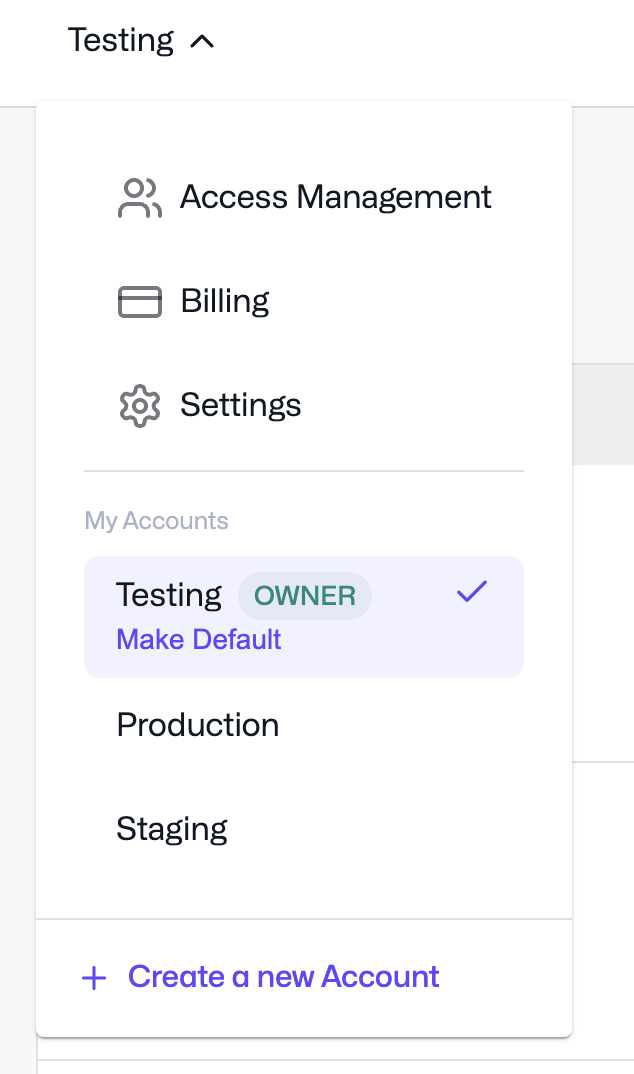 Testing
Access Management
Billing
Settings
My Accounts
Testing OWNER
Make Default
Production
Staging
+ Create a new Account